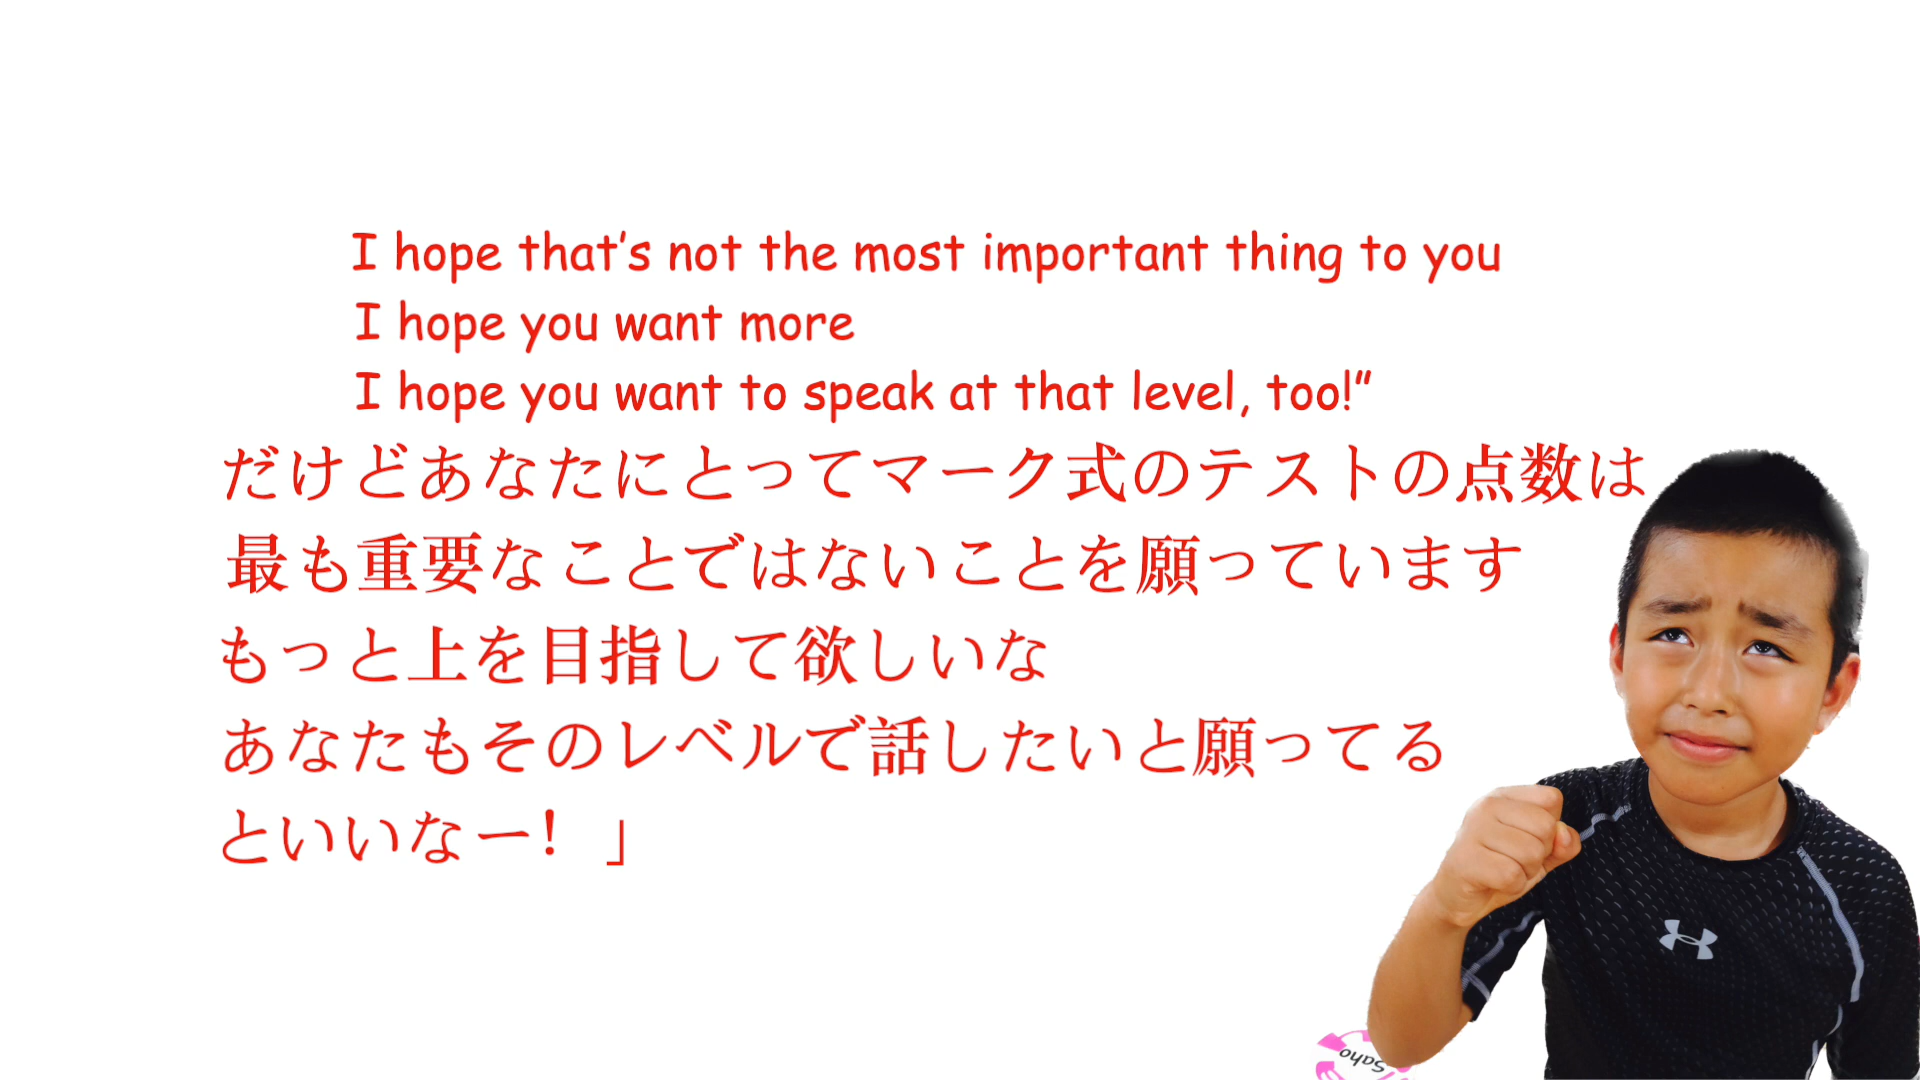 I hope that’s not the most important thing to you
I hope you want more
I hope you want to speak at that level, too!”
だけどあなたにとってマーク式のテストの点数は
最も重要なことではないことを願っています
もっと上を目指して欲しいな
あなたもそのレベルで話したいと願ってる
といいなー！」
Saho